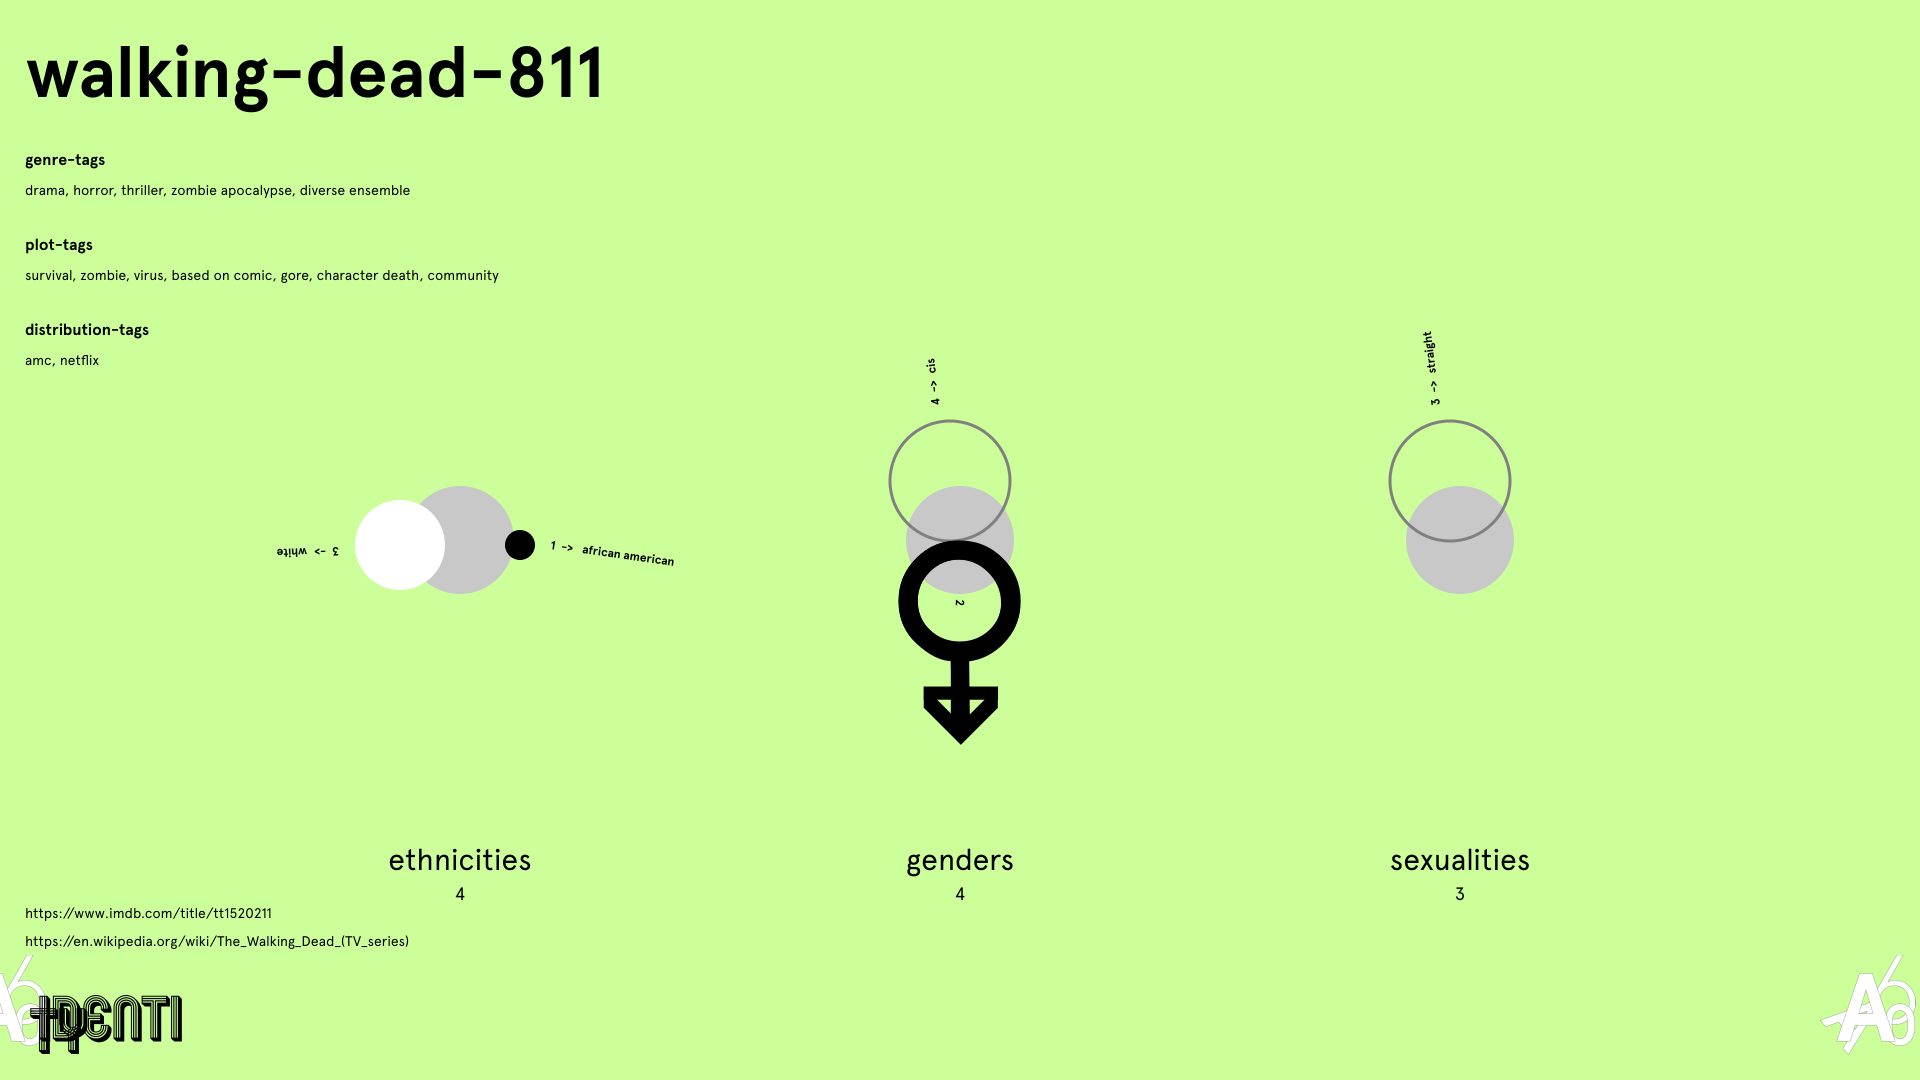 walking-dead-811
genre-tags
drama, horror, thriller, zombie apocalypse, diverse ensemble
plot-tags
survival, zombie, virus, based on comic, gore, character death, community
distribution-tags
amc, netflix
3 -> white
1 -> african american
4 -> cis
2
3 -> straight
ethnicities
4
genders
4
sexualities
3
https://www.imdb.com/title/tt1520211
https://en.wikipedia.org/wiki/The_Walking_Dead_(TV_series)
IDENTI